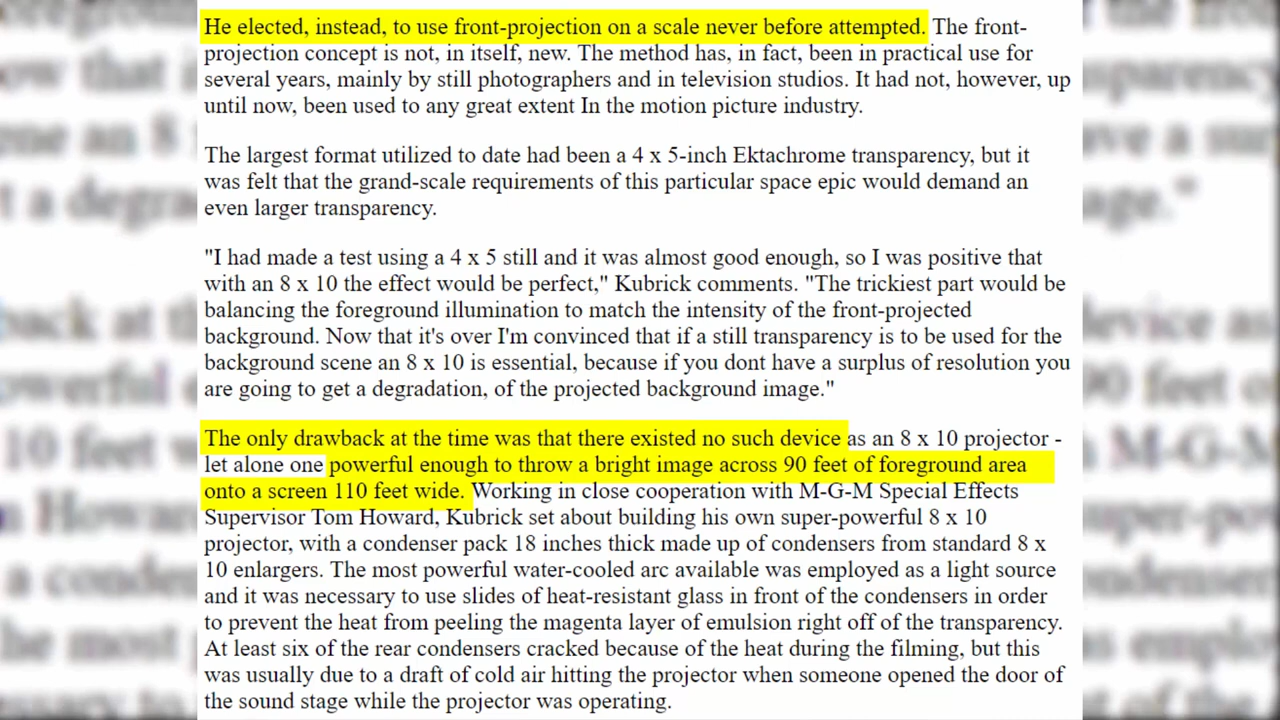 He elected, instead, to use front-projection on a scale never before attempted. The front-
projection concept is not, in itself, new. The method has, in fact, been in practical use for
several years, mainly by still photographers and in television studios. It had not, however, up
until now, been used to any great extent In the motion picture industry.
The largest format utilized to date had been a 4 x 5-inch Ektachrome transparency, but it
was felt that the grand-scale requirements of this particular space epic would demand an
even larger transparency.
"I had made a test using a 4 x 5 still and it was almost good enough, so I was positive that
with an 8 x 10 the effect would be perfect," Kubrick comments. "The trickiest part would be
balancing the foreground illumination to match the intensity of the front-projected
background. Now that it's over I'm convinced that if a still transparency is to be used for the
background scene an 8 x 10 is essential, because if you dont have a surplus of resolution you
are going to get a degradation, of the projected background image."
The only drawback at the time was that there existed no such device as an 8 x 10 projector -
let alone one powerful enough to throw a bright image across 90 feet of foreground area
onto a screen 110 feet wide. Working in close cooperation with M-G-M Special Effects
Supervisor Tom Howard, Kubrick set about building his own super-powerful 8 x 10
projector, with a condenser pack 18 inches thick made up of condensers from standard 8 x
10 enlargers. The most powerful water-cooled arc available was employed as a light source
and it was necessary to use slides of heat-resistant glass in front of the condensers in order
to prevent the heat from peeling the magenta layer of emulsion right off of the transparency.
At least six of the rear condensers cracked because of the heat during the filming, but this
was usually due to a draft of cold air hitting the projector when someone opened the door of
the sound stage while the projector was operating.